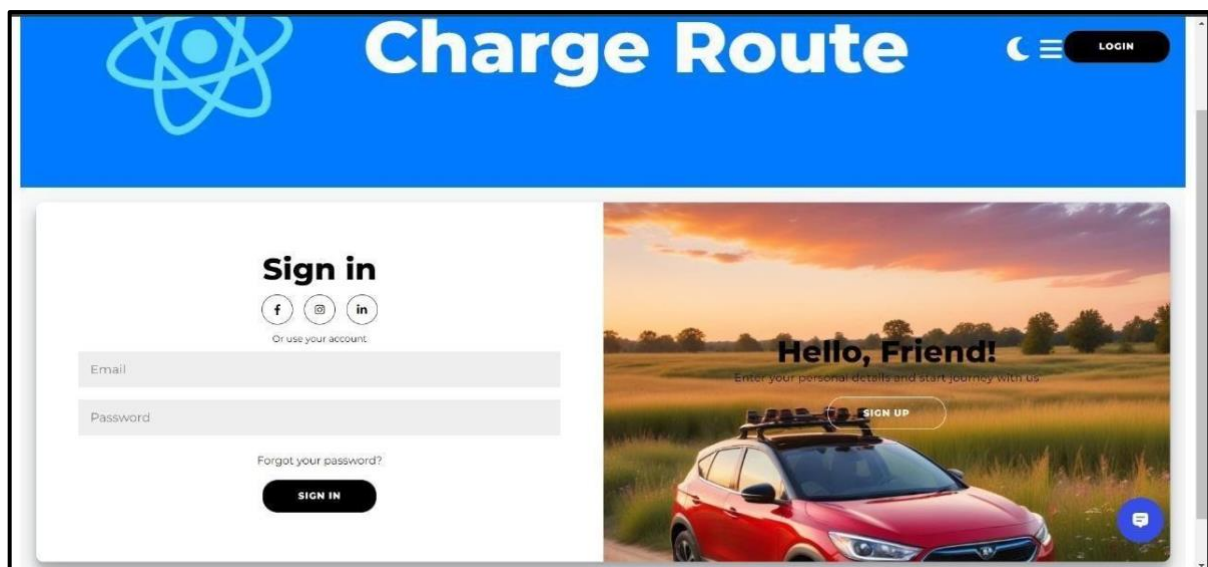 Charge Route
LOGIN
Sign in
f
in
Or use your account
Email
Password
Forgot your password?
SIGN IN
Hello, Friend!
Enter your personal details and start journey with us
SIGN UP